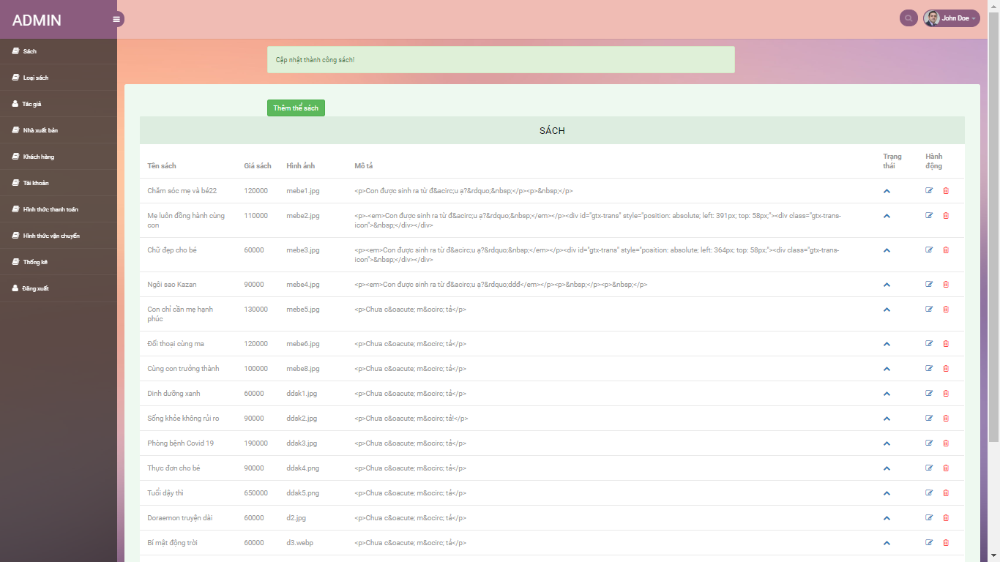 ADMIN
John Doe
Sách
Loại sách
Tác giả
Nhà xuất bản
Khách hàng
Tài khoản
Hình thức thanh toán
Hình thức vận chuyển
Thống kê
Đăng xuất
Cập nhật thành công sách!
Thêm thể sách
SÁCH
Tên sách Giá sách Hình ảnh Mô tả Trạng thái Hành động
Chăm sóc mẹ và bé22 120000 mebe1.jpg <p>Con được sinh ra từ đ&acirc;u ạ?&rdquo;&nbsp;</p><p>&nbsp;</p>
Mẹ luôn đồng hành cùng con 110000 mebe2.jpg <p>-<em>Con được sinh ra từ đ&acirc;u ạ?&rdquo;&nbsp;</em></p><div id="gtx-trans" style="position: absolute; left: 391px; top: 58px;"><div class="gtx-trans-icon">&nbsp;</div></div>
Chữ đẹp cho bé 60000 mebe3.jpg <p><em>Con được sinh ra từ đ&acirc;u ạ?&rdquo;&nbsp;</em></p><div id="gtx-trans" style="position: absolute; left: 364px; top: 58px;"><div class="gtx-trans-icon">&nbsp;</div></div>
Ngôi sao Kazan 90000 mebe4.jpg <p><em>Con được sinh ra từ đ&acirc;u ạ?&rdquo;ddđ</em></p><p>&nbsp;</p><p>&nbsp;</p>
Con chỉ cần mẹ hạnh phúc 130000 mebe5.jpg <p>Chưa c&oacute; m&ocirc; tả</p>
Đối thoại cùng ma 120000 mebe6.jpg <p>Chưa c&oacute; m&ocirc; tả</p>
Cùng con trưởng thành 100000 mebe8.jpg <p>Chưa c&oacute; m&ocirc; tả</p>
Dinh dưỡng xanh 60000 ddsk1.jpg <p>Chưa c&oacute; m&ocirc; tả</p>
Sống khỏe không rủi ro 90000 ddsk2.jpg <p>Chưa c&oacute; m&ocirc; tả!</p>
Phòng bệnh Covid 19 190000 ddsk3.jpg <p>Chưa c&oacute; m&ocirc; tả</p>
Thực đơn cho bé 90000 ddsk4.png <p>Chưa c&oacute; m&ocirc; tả</p>
Tuổi dậy thì 650000 ddsk5.png <p>Chưa c&oacute; m&ocirc; tả</p>
Doraemon truyện dài 60000 d2.jpg <p>Chưa c&oacute; m&ocirc; tả</p>
Bí mật động trời 60000 d3.webp <p>Chưa c&oacute; m&ocirc; tả</p>